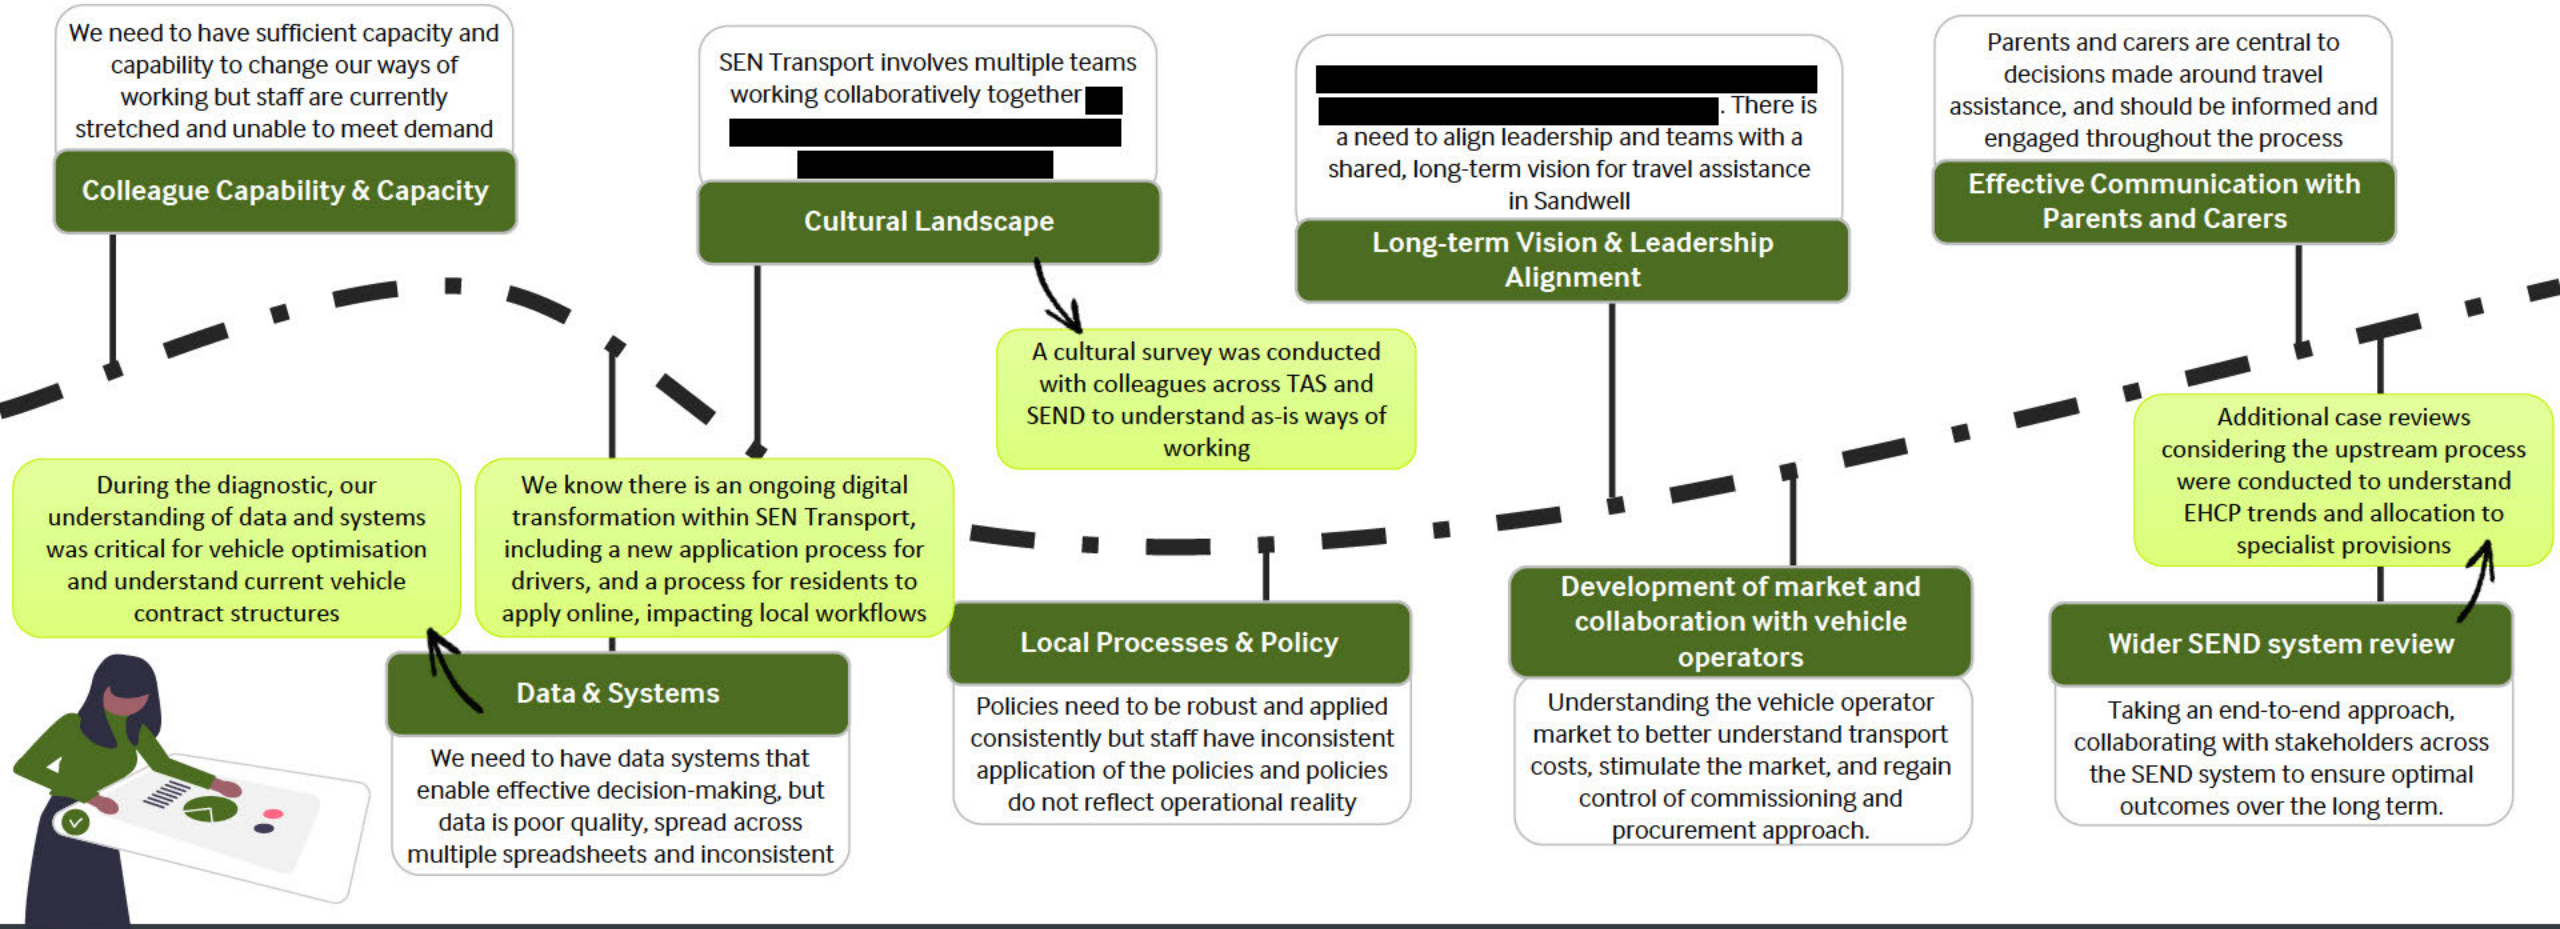 We need to have sufficient capacity and
capability to change our ways of
working but staff are currently
stretched and unable to meet demand
Colleague Capability & Capacity
SEN Transport involves multiple teams
working collaboratively together
Cultural Landscape
. There is
a need to align leadership and teams with a
shared, long-term vision for travel assistance
in Sandwell
Long-term Vision & Leadership
Alignment
Parents and carers are central to
decisions made around travel
assistance, and should be informed and
engaged throughout the process
Effective Communication with
Parents and Carers
A cultural survey was conducted
with colleagues across TAS and
SEND to understand as-is ways of
working
During the diagnostic, our
understanding of data and systems
was critical for vehicle optimisation
and understand current vehicle
contract structures
We know there is an ongoing digital
transformation within SEN Transport,
including a new application process for
drivers, and a process for residents to
apply online, impacting local workflows
Additional case reviews
considering the upstream process
were conducted to understand
EHCP trends and allocation to
specialist provisions
Data & Systems
We need to have data systems that
enable effective decision-making, but
data is poor quality, spread across
multiple spreadsheets and inconsistent
Local Processes & Policy
Policies need to be robust and applied
consistently but staff have inconsistent
application of the policies and policies
do not reflect operational reality
Development of market and
collaboration with vehicle
operators
Understanding the vehicle operator
market to better understand transport
costs, stimulate the market, and regain
control of commissioning and
procurement approach.
Wider SEND system review
Taking an end-to-end approach,
collaborating with stakeholders across
the SEND system to ensure optimal
outcomes over the long term.